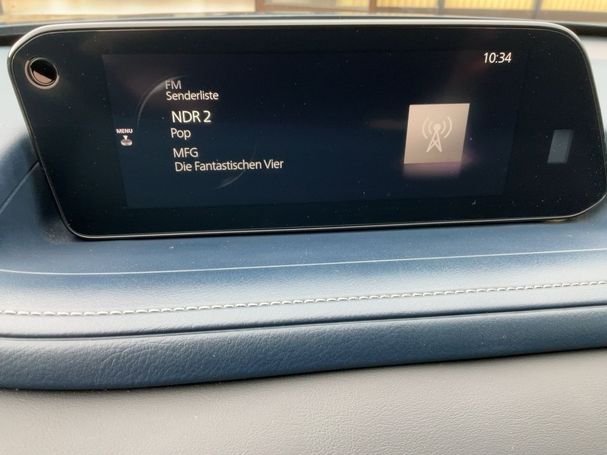 10:34
FM
Senderliste
NDR 2
Pop
MENU
MFG
Die Fantastischen Vier